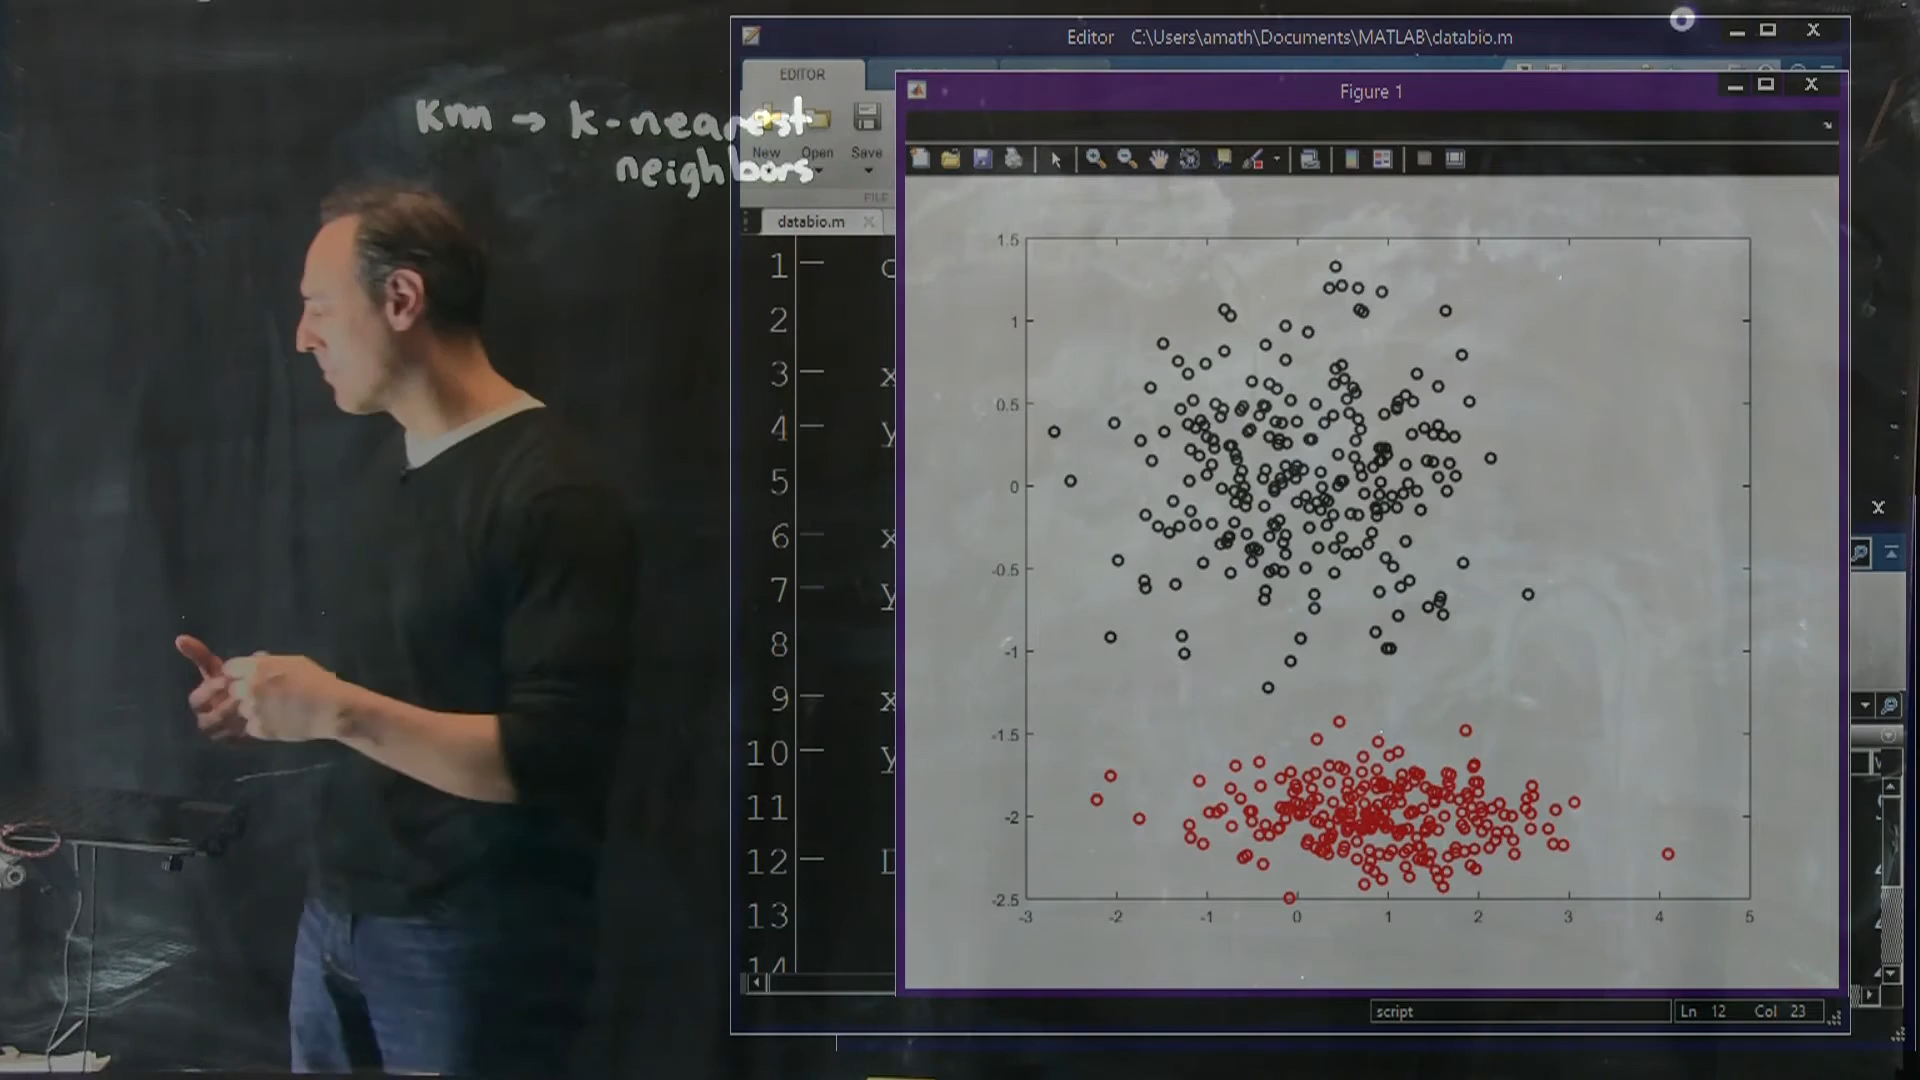 Editor C:\Users\amath\Documents\MATLAB\databio.m
EDITOR
Figure 1
knn → k-nearest
neighbors
New Open Save
FILE
databio.m
1
2
3 x
4 y
5
6 x
7 y
8
9 x
10 y
11
12 D
13
14
1.5
1
0.5
0
-0.5
-1
-1.5
-2
-2.5
-3 -2 -1 0 1 2 3 4 5
script Ln 12 Col 23